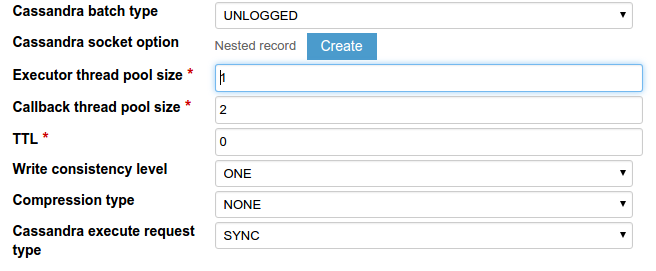 Cassandra batch type UNLOGGED
Cassandra socket option Nested record Create
Executor thread pool size * 1
Callback thread pool size * 2
TTL * 0
Write consistency level ONE
Compression type NONE
Cassandra execute request SYNC
type